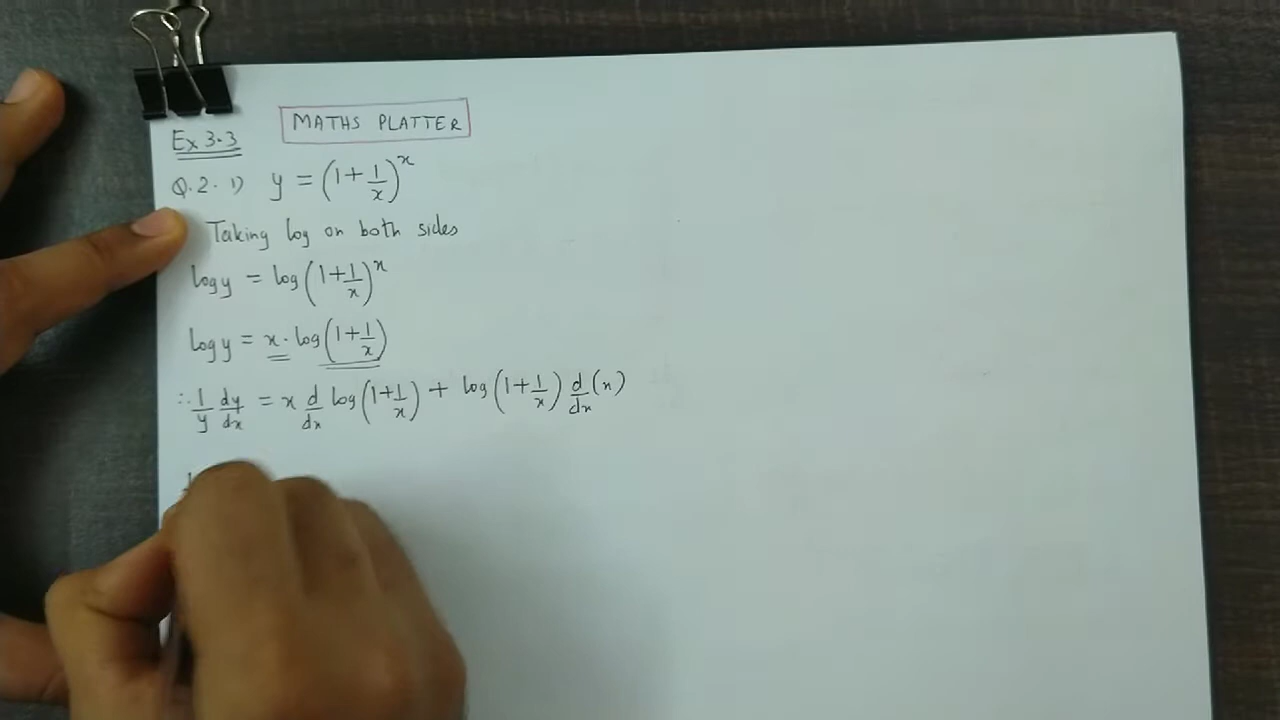 Ex 3.3 MATHS PLATTER
Q.2. 1) y = (1+1/x)^x
Taking log on both sides
log y = log(1+1/x)^x
log y = x · log(1+1/x)
∴ 1/y dy/dx = x d/dx log(1+1/x) + log(1+1/x) d/dx (x)